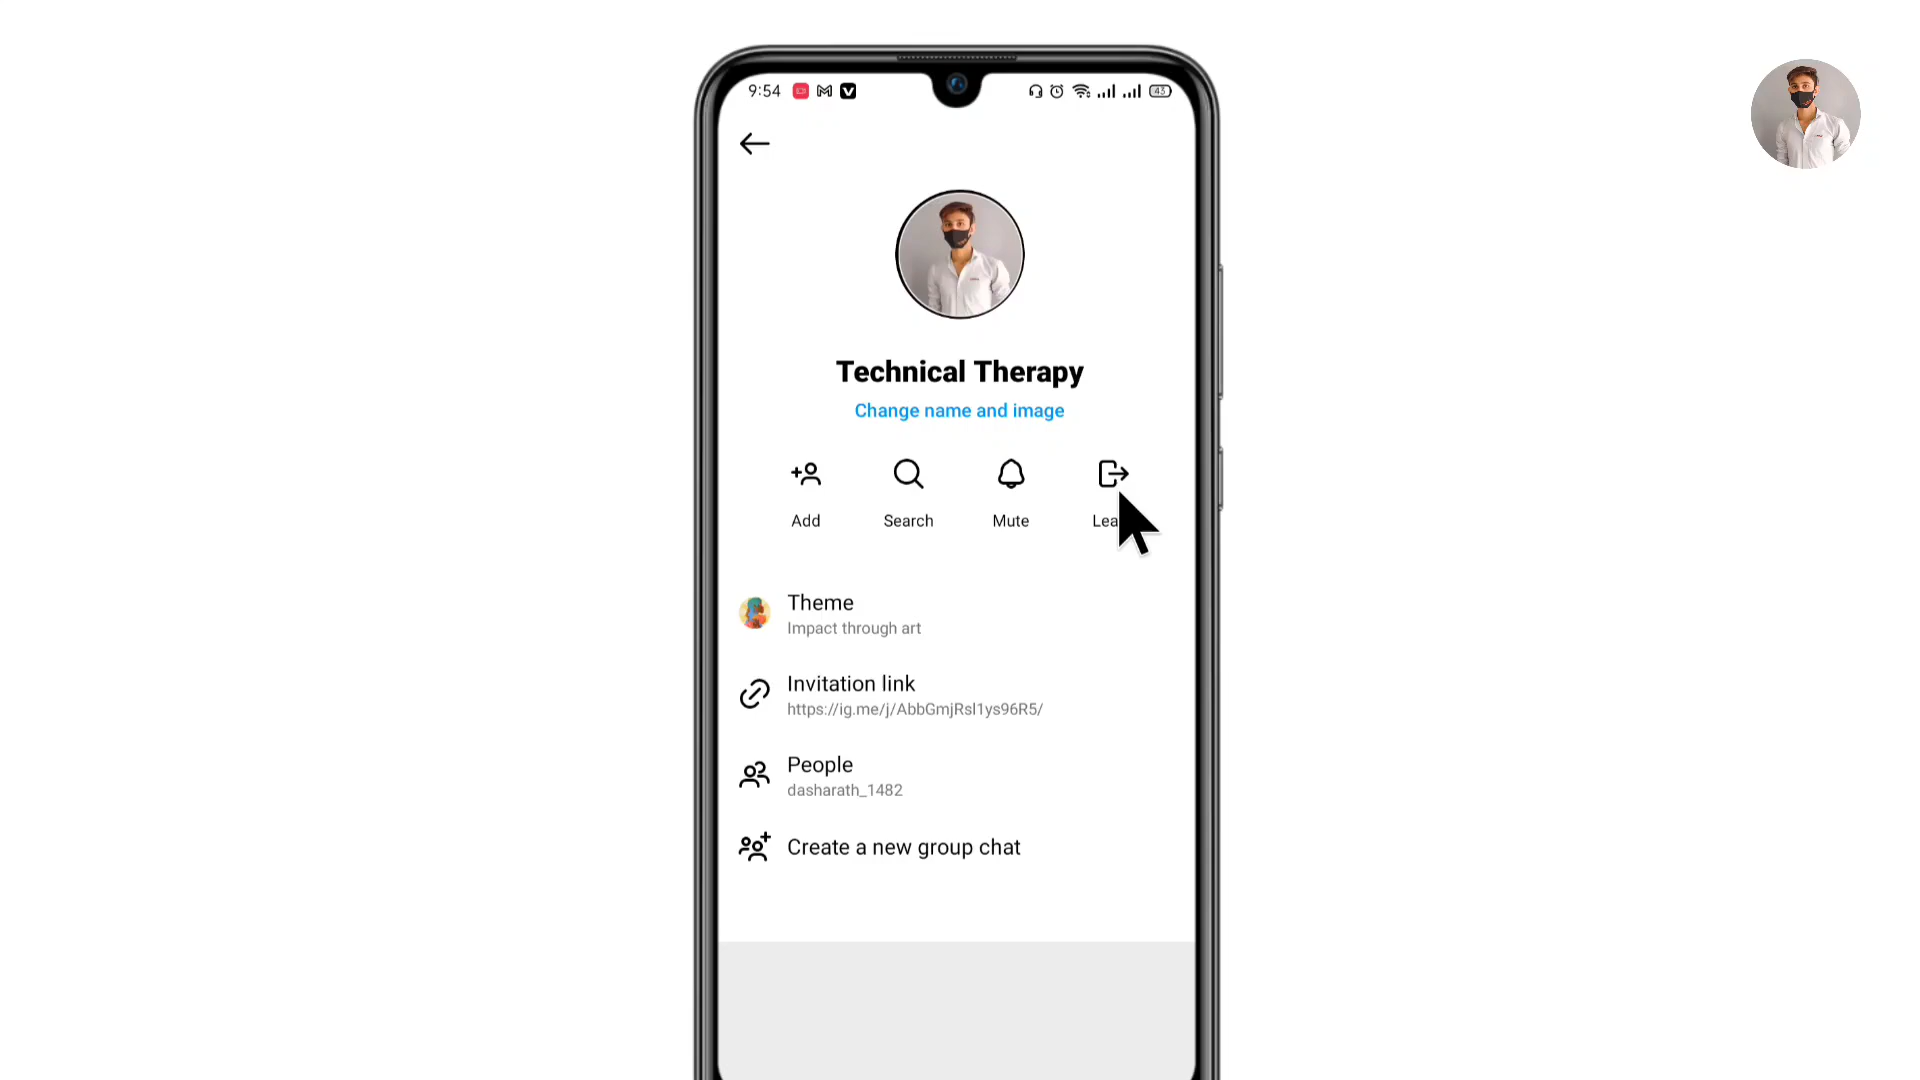 9:54
43
Technical Therapy
Change name and image
Add
Search
Mute
Theme
Impact through art
Invitation link
https://ig.me/j/AbbGmjRsl1ys96R5/
People
dasharath_1482
Create a new group chat